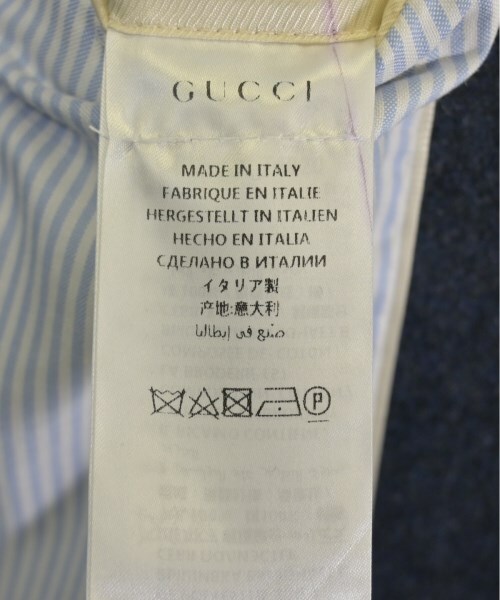 GUCCI
MADE IN ITALY
FABRIQUE EN ITALIE
HERGESTELLT IN ITALIEN
HECHO EN ITALIA
СДЕЛАНО В ИТАЛИИ
イタリア製
产地:意大利
صنع في إيطاليا
P